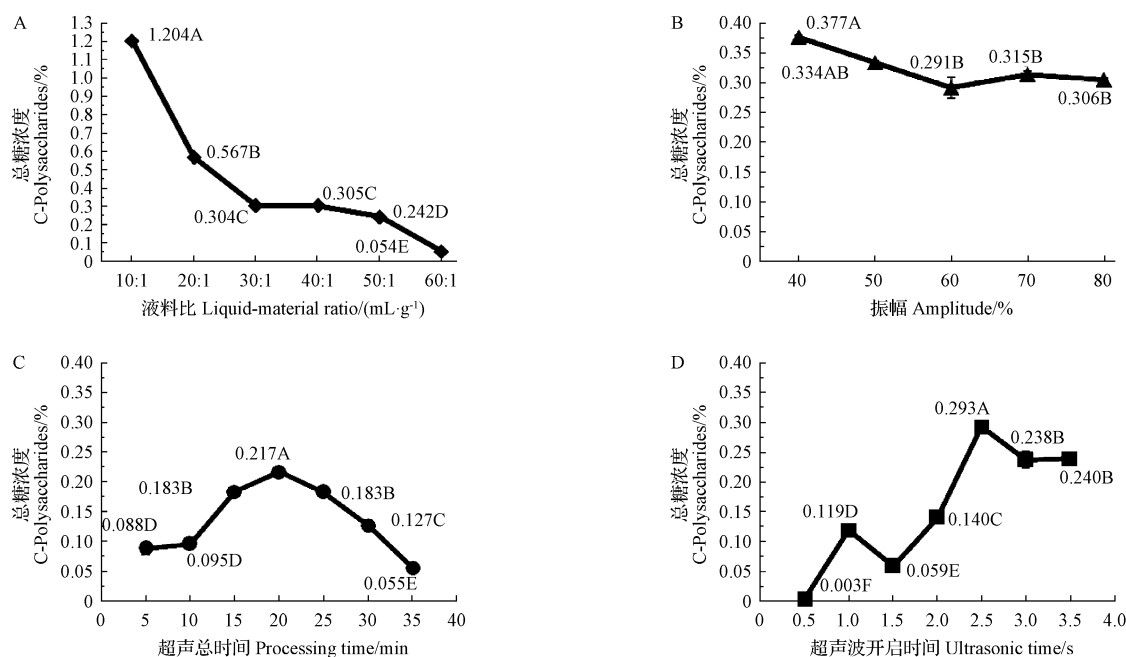 A
1.3
1.2
1.1
1.0
0.9
0.8
0.7
0.6
0.5
0.4
0.3
0.2
0.1
0
总糖浓度
C-Polysaccharides/%
1.204A
0.567B
0.304C
0.305C
0.242D
0.054E
10:1 20:1 30:1 40:1 50:1 60:1
液料比 Liquid-material ratio/(mL·g⁻¹)
B
0.40
0.35
0.30
0.25
0.20
0.15
0.10
0.05
0
总糖浓度
C-Polysaccharides/%
0.377A
0.334AB
0.291B
0.315B
0.306B
40 50 60 70 80
振幅 Amplitude/%
C
0.40
0.35
0.30
0.25
0.20
0.15
0.10
0.05
0
总糖浓度
C-Polysaccharides/%
0.088D
0.095D
0.183B
0.217A
0.183B
0.127C
0.055E
0 5 10 15 20 25 30 35 40
超声总时间 Processing time/min
D
0.40
0.35
0.30
0.25
0.20
0.15
0.10
0.05
0
总糖浓度
C-Polysaccharides/%
0.003F
0.119D
0.059E
0.140C
0.293A
0.238B
0.240B
0 0.5 1.0 1.5 2.0 2.5 3.0 3.5 4.0
超声波开启时间 Ultrasonic time/s